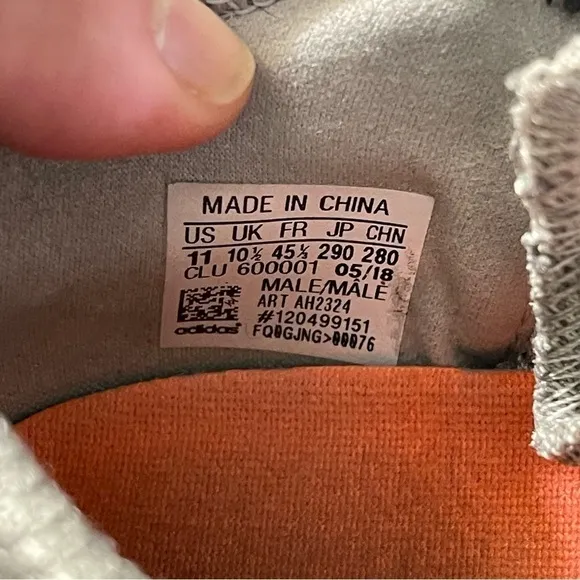 MADE IN CHINA
US UK FR JP CHN
11 10½ 45⅓ 290 280
CLU 600001 05/18
MALE/MÂLE
ART AH2324
#120499151
adidas FQ0GJNG>00076